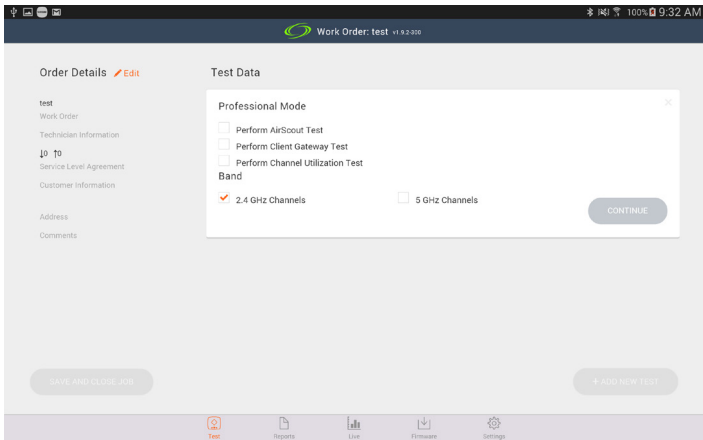 100% 9:32 AM
Work Order: test v1.9.2-300
Order Details Edit
Test Data
test
Work Order
Technician Information
0 0
Service Level Agreement
Customer Information
Address
Comments
Professional Mode
Perform AirScout Test
Perform Client Gateway Test
Perform Channel Utilization Test
Band
2.4 GHz Channels
5 GHz Channels
CONTINUE
SAVE AND CLOSE JOB
+ ADD NEW TEST
Test
Reports
Live
Firmware
Settings